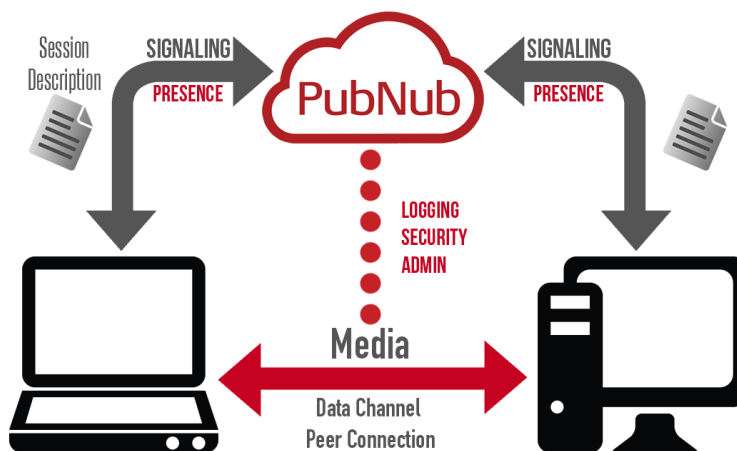 Session
Description
SIGNALING
PRESENCE
PubNub
SIGNALING
PRESENCE
LOGGING
SECURITY
ADMIN
Media
Data Channel
Peer Connection